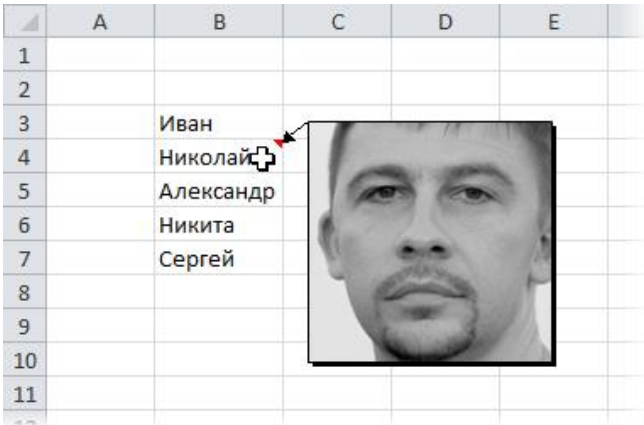 A B C D E
1
2
3 Иван
4 Николай
5 Александр
6 Никита
7 Сергей
8
9
10
11